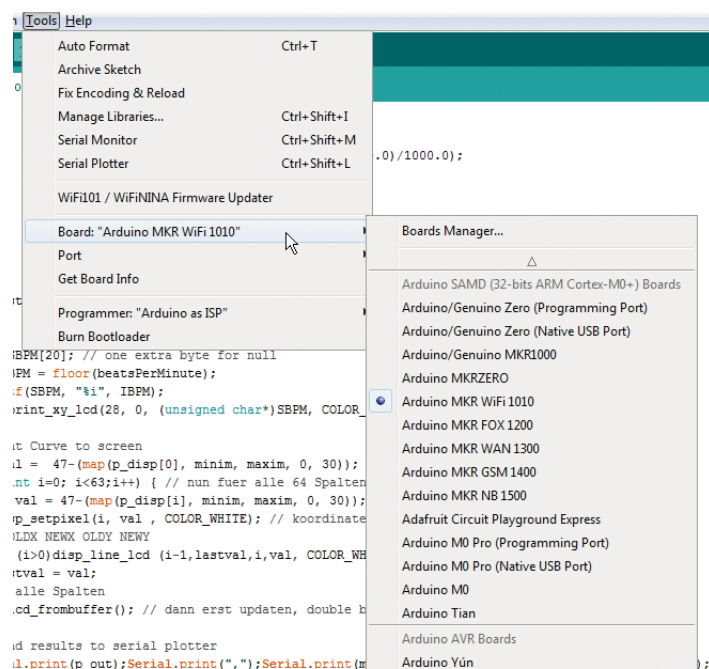 Tools Help
Auto Format Ctrl+T
Archive Sketch
Fix Encoding & Reload
Manage Libraries... Ctrl+Shift+I
Serial Monitor Ctrl+Shift+M
Serial Plotter Ctrl+Shift+L
.0)/1000.0);
WiFi101 / WiFiNINA Firmware Updater
Board: "Arduino MKR WiFi 1010"
Port
Get Board Info
Programmer: "Arduino as ISP"
Burn Bootloader
Boards Manager...
Arduino SAMD (32-bits ARM Cortex-M0+) Boards
Arduino/Genuino Zero (Programming Port)
Arduino/Genuino Zero (Native USB Port)
Arduino/Genuino MKR1000
Arduino MKRZERO
Arduino MKR WiFi 1010
Arduino MKR FOX 1200
Arduino MKR WAN 1300
Arduino MKR GSM 1400
Arduino MKR NB 1500
Adafruit Circuit Playground Express
Arduino M0 Pro (Programming Port)
Arduino M0 Pro (Native USB Port)
Arduino M0
Arduino Tian
Arduino AVR Boards
Arduino Yún
SBPM[20]; // one extra byte for null
BPM = floor(beatsPerMinute);
tf(SBPM, "%i", IBPM);
print_xy_lcd(28, 0, (unsigned char*)SBPM, COLOR_
nt Curve to screen
al = 47-(map(p_disp[0], minim, maxim, 0, 30));
int i=0; i<63;i++) { // nun fuer alle 64 Spalten
val = 47-(map(p_disp[i], minim, maxim, 0, 30));
sp_setpixel(i, val , COLOR_WHITE); // koordinate
OLDX NEWX OLDY NEWY
(i>0)disp_line_lcd (i-1,lastval,i,val, COLOR_WH
stval = val;
alle Spalten
lcd_frombuffer(); // dann erst updaten, double b
nd results to serial plotter
al.print(p_out);Serial.print(",");Serial.print(m );